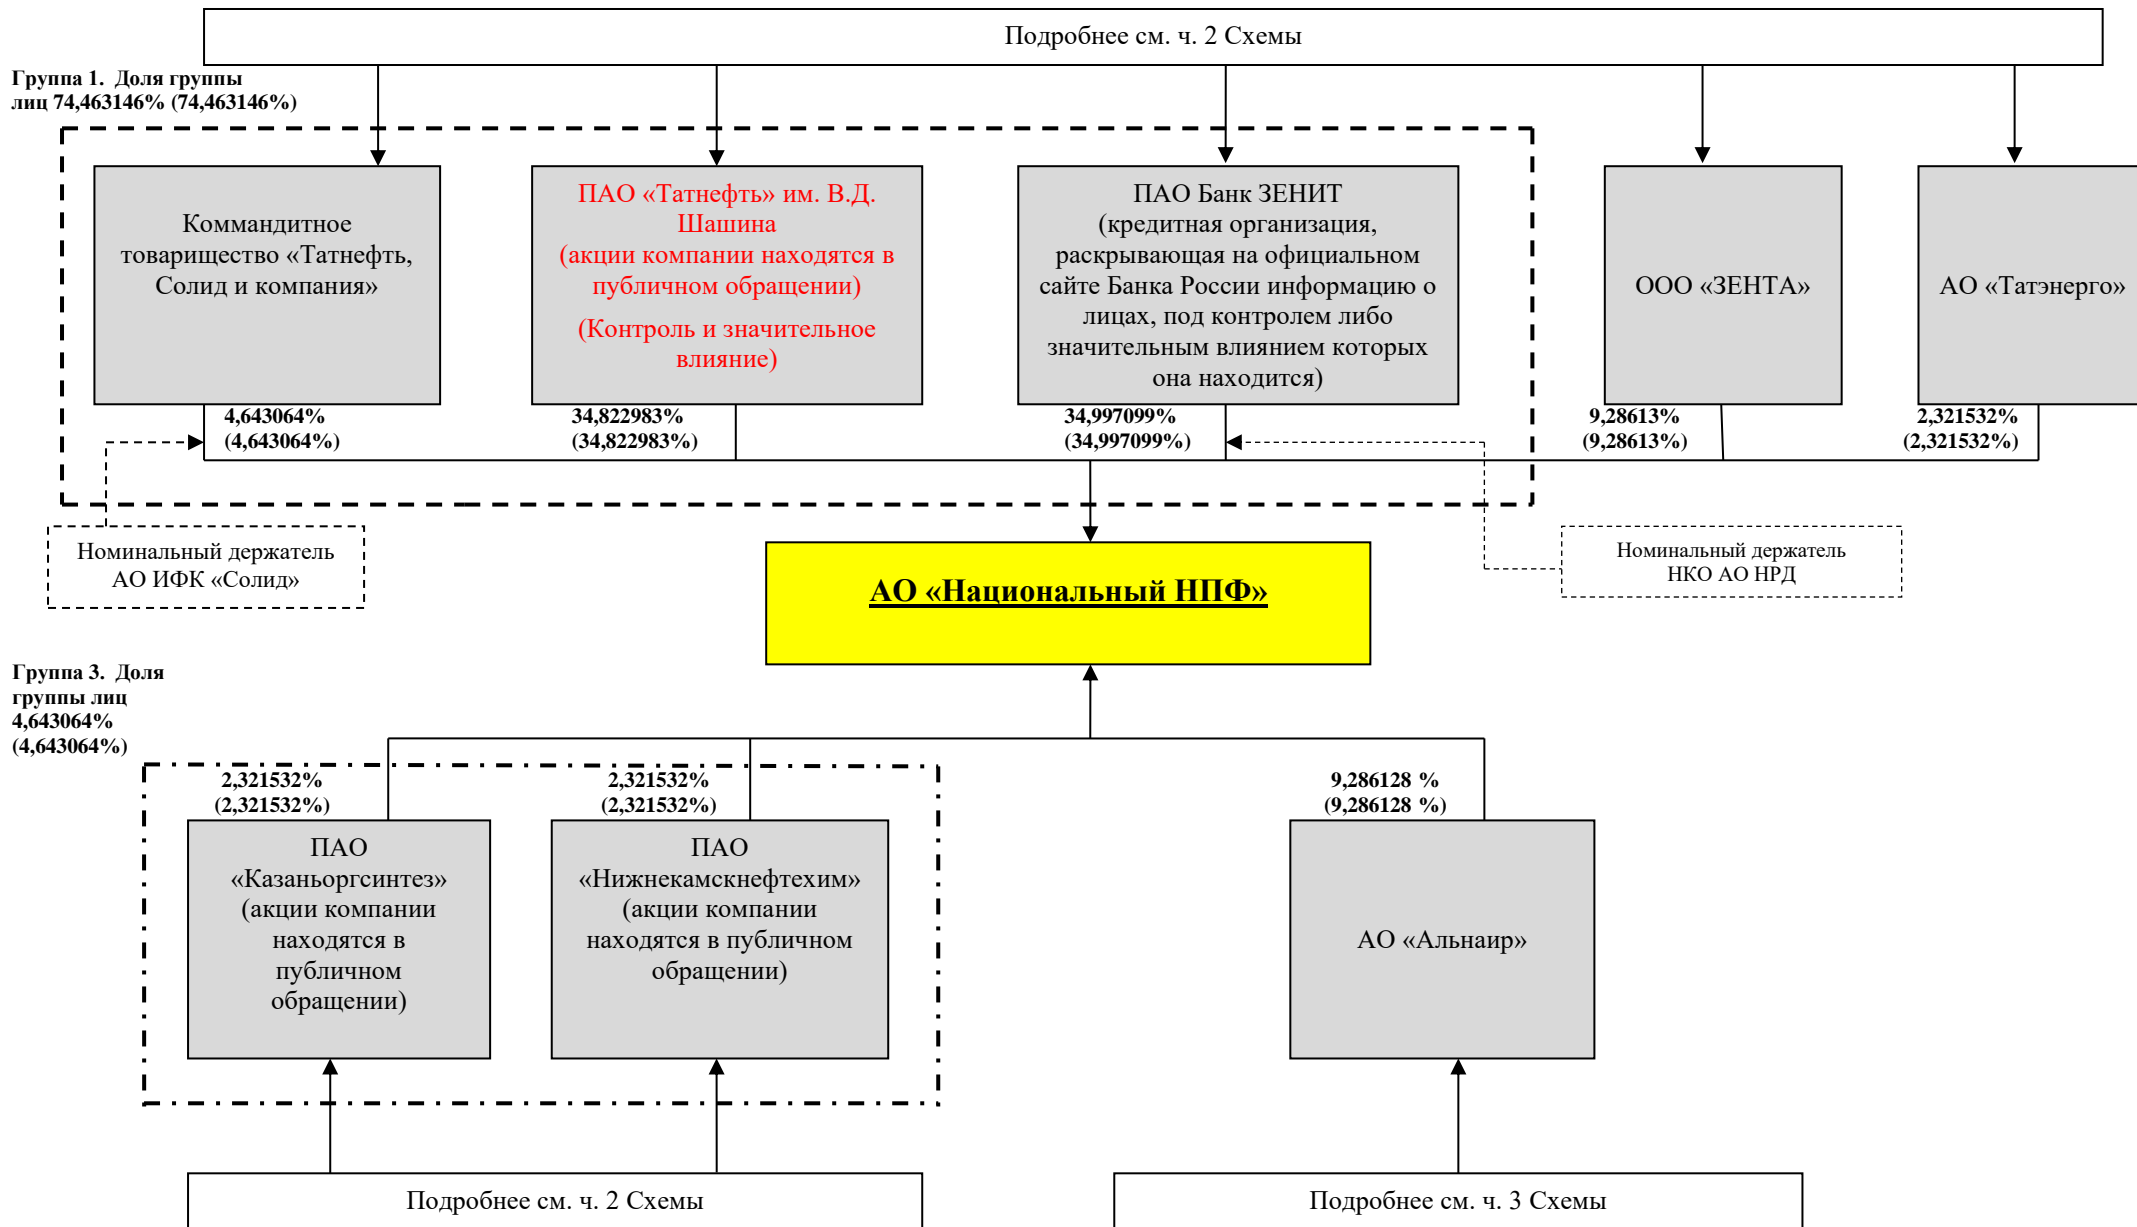 Подробнее см. ч. 2 Схемы
Группа 1.  Доля группы
лиц 74,463146% (74,463146%)
Коммандитное
товарищество «Татнефть,
Солид и компания»
ПАО «Татнефть» им. В.Д.
Шашина
(акции компании находятся в
публичном обращении)
(Контроль и значительное
влияние)
ПАО Банк ЗЕНИТ
(кредитная организация,
раскрывающая на официальном
сайте Банка России информацию о
лицах, под контролем либо
значительным влиянием которых
она находится)
ООО «ЗЕНТА»
АО «Татэнерго»
4,643064%
(4,643064%)
34,822983%
(34,822983%)
34,997099%
(34,997099%)
9,28613%
(9,28613%)
2,321532%
(2,321532%)
Номинальный держатель
АО ИФК «Солид»
АО «Национальный НПФ»
Номинальный держатель
НКО АО НРД
Группа 3.  Доля
группы лиц
4,643064%
(4,643064%)
2,321532%
(2,321532%)
2,321532%
(2,321532%)
9,286128 %
(9,286128 %)
ПАО
«Казаньоргсинтез»
(акции компании
находятся в
публичном
обращении)
ПАО
«Нижнекамскнефтехим»
(акции компании
находятся в публичном
обращении)
АО «Альнаир»
Подробнее см. ч. 2 Схемы
Подробнее см. ч. 3 Схемы